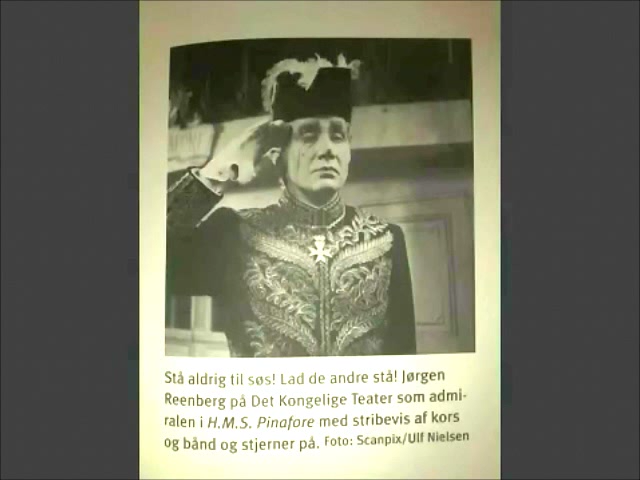 Stå aldrig til søs! Lad de andre stå! Jørgen
Reenberg på Det Kongelige Teater som admi-
ralen i H.M.S. Pinafore med stribevis af kors
og bånd og stjerner på. Foto: Scanpix/Ulf Nielsen